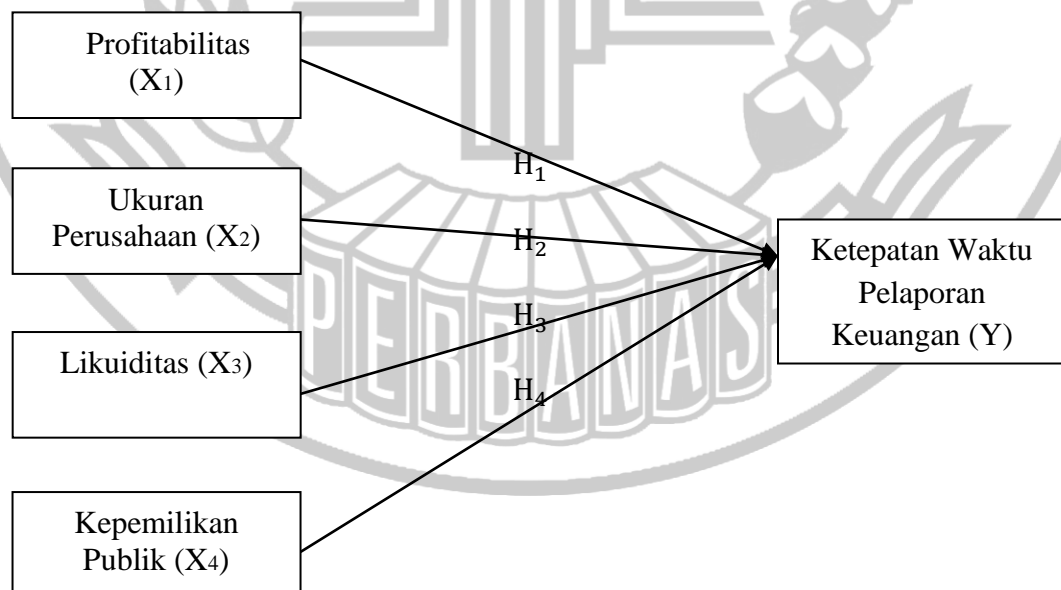 Profitabilitas
(X1)
H1
Ukuran
Perusahaan (X2)
H2
Ketepatan Waktu
Pelaporan
Keuangan (Y)
Likuiditas (X3)
H3
PERBANAS
H4
Kepemilikan
Publik (X4)